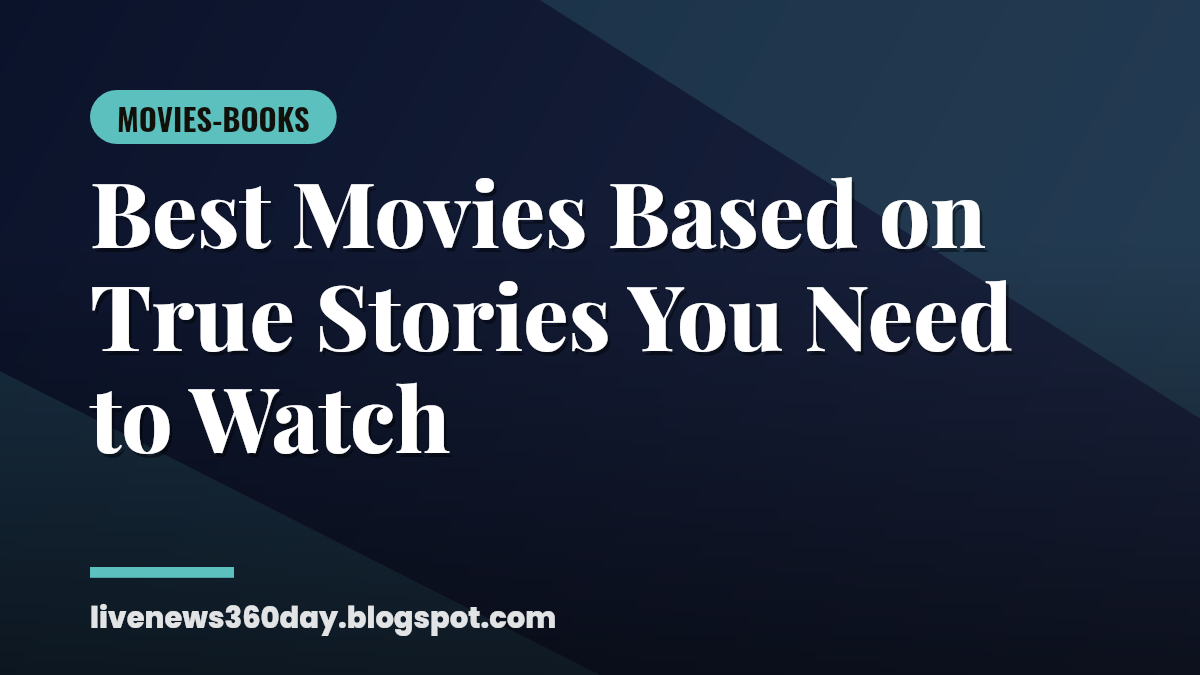 MOVIES-BOOKS
Best Movies Based on
True Stories You Need
to Watch
livenews360day.blogspot.com